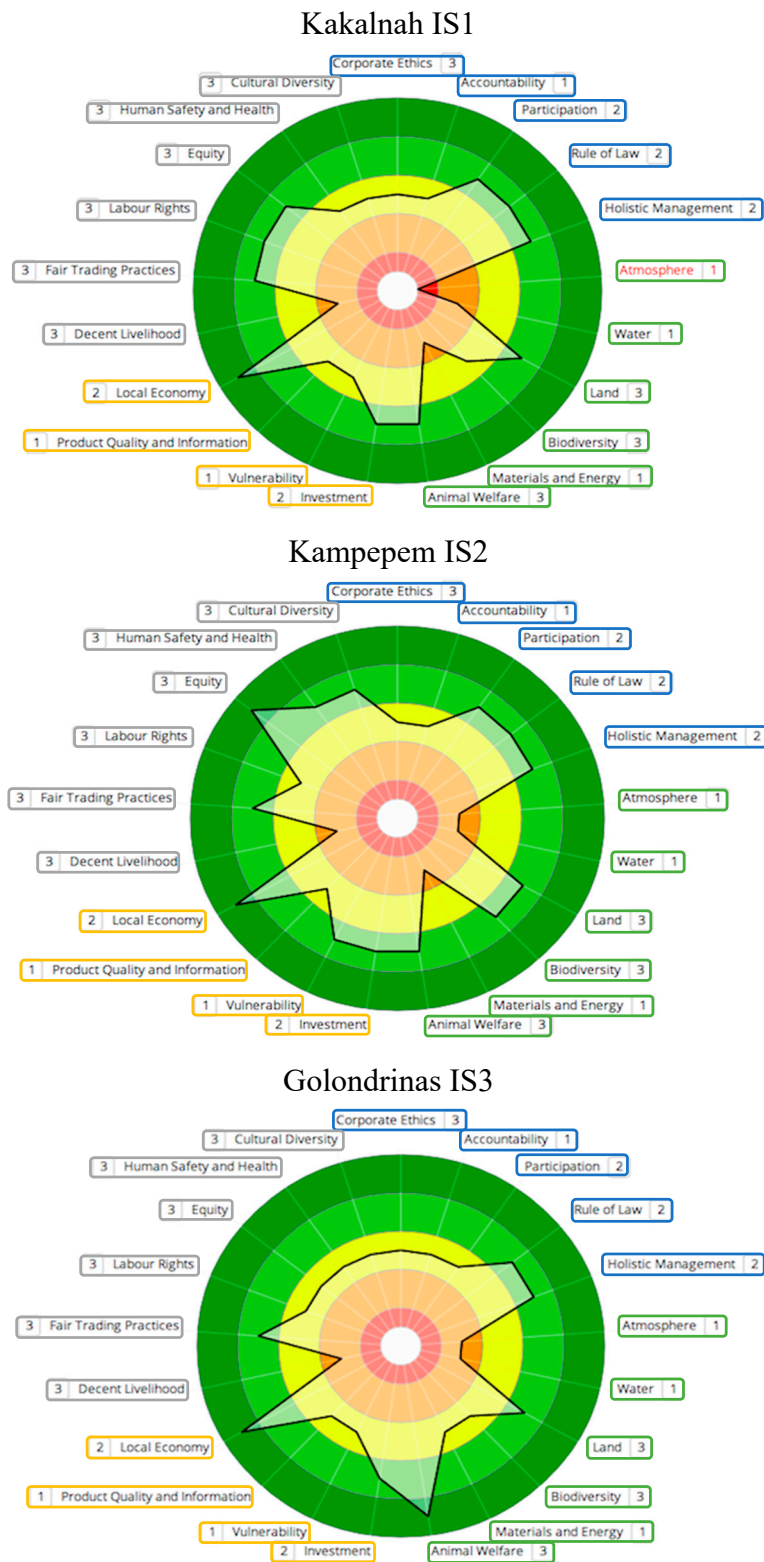 Kakalnah IS1
Corporate Ethics 3
3 Cultural Diversity
Accountability 1
3 Human Safety and Health
Participation 2
3 Equity
Rule of Law 2
3 Labour Rights
Holistic Management 2
3 Fair Trading Practices
Atmosphere 1
3 Decent Livelihood
Water 1
2 Local Economy
Land 3
1 Product Quality and Information
Biodiversity 3
1 Vulnerability
Materials and Energy 1
2 Investment
Animal Welfare 3
Kampepem IS2
Corporate Ethics 3
3 Cultural Diversity
Accountability 1
3 Human Safety and Health
Participation 2
3 Equity
Rule of Law 2
3 Labour Rights
Holistic Management 2
3 Fair Trading Practices
Atmosphere 1
3 Decent Livelihood
Water 1
2 Local Economy
Land 3
1 Product Quality and Information
Biodiversity 3
1 Vulnerability
Materials and Energy 1
2 Investment
Animal Welfare 3
Golondrinas IS3
Corporate Ethics 3
3 Cultural Diversity
Accountability 1
3 Human Safety and Health
Participation 2
3 Equity
Rule of Law 2
3 Labour Rights
Holistic Management 2
3 Fair Trading Practices
Atmosphere 1
3 Decent Livelihood
Water 1
2 Local Economy
Land 3
1 Product Quality and Information
Biodiversity 3
1 Vulnerability
Materials and Energy 1
2 Investment
Animal Welfare 3